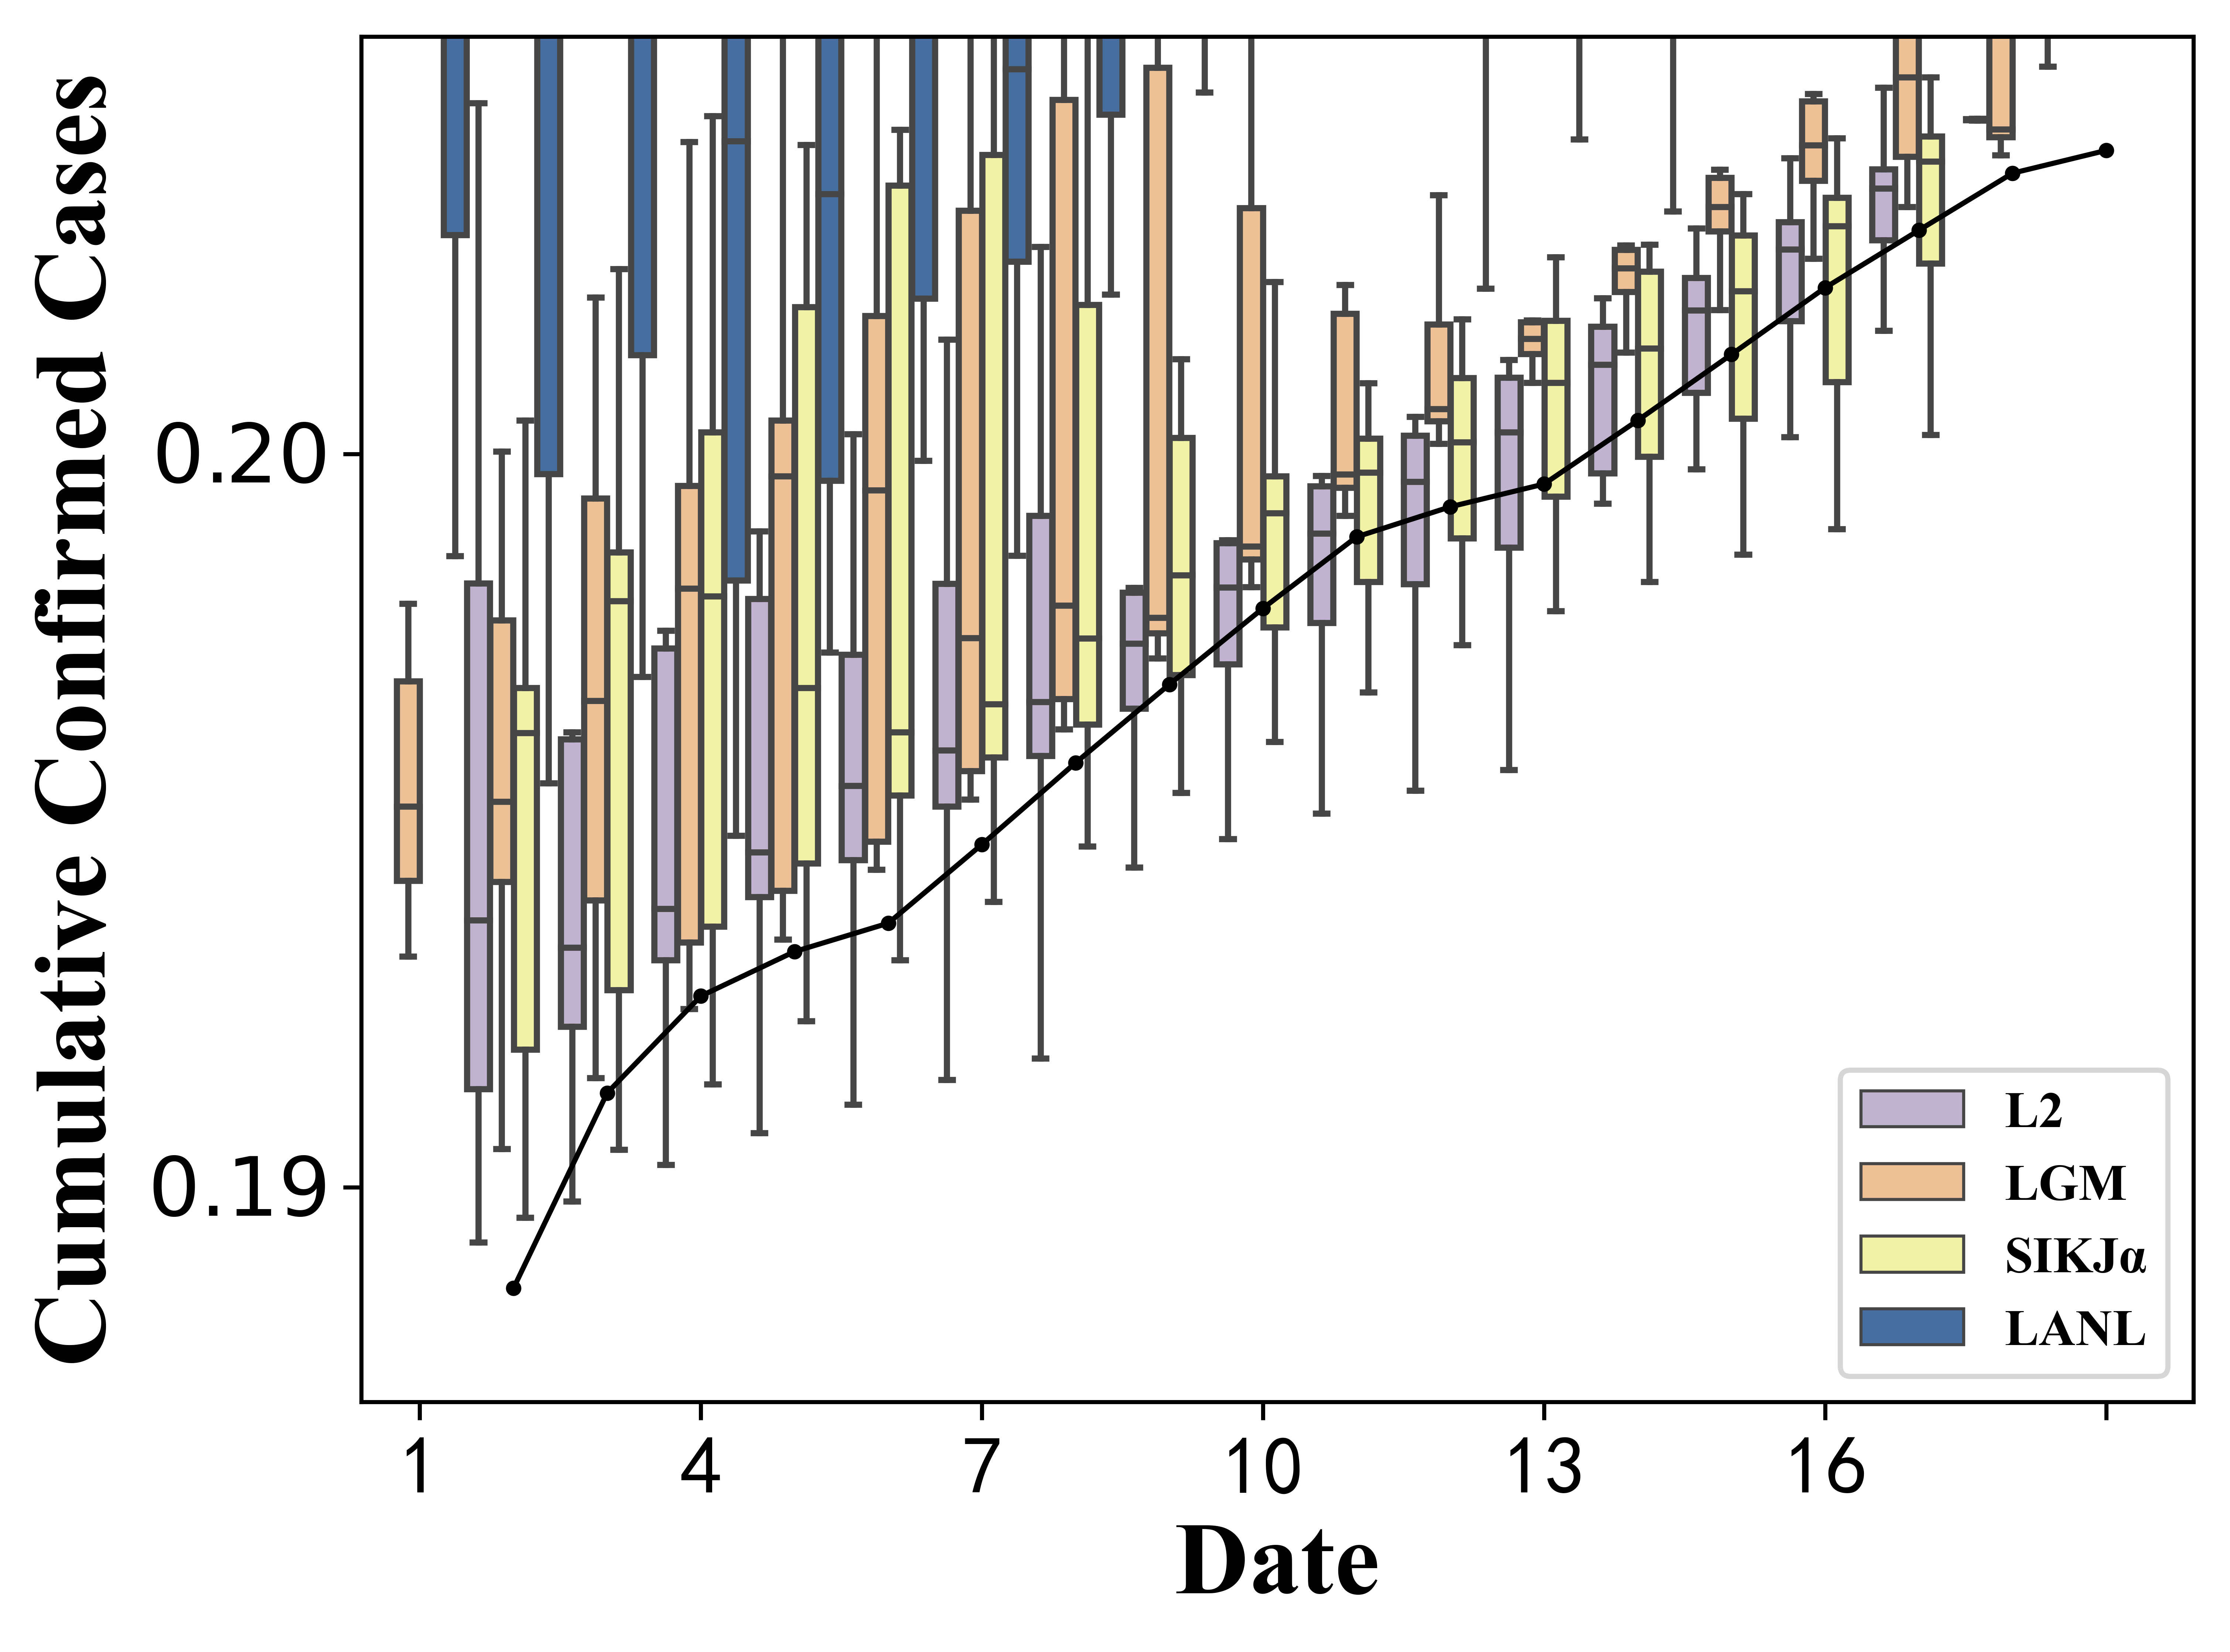 Cumulative Confirmed Cases
0.20
0.19
L2
LGM
SIKJα
LANL
1 4 7 10 13 16
Date